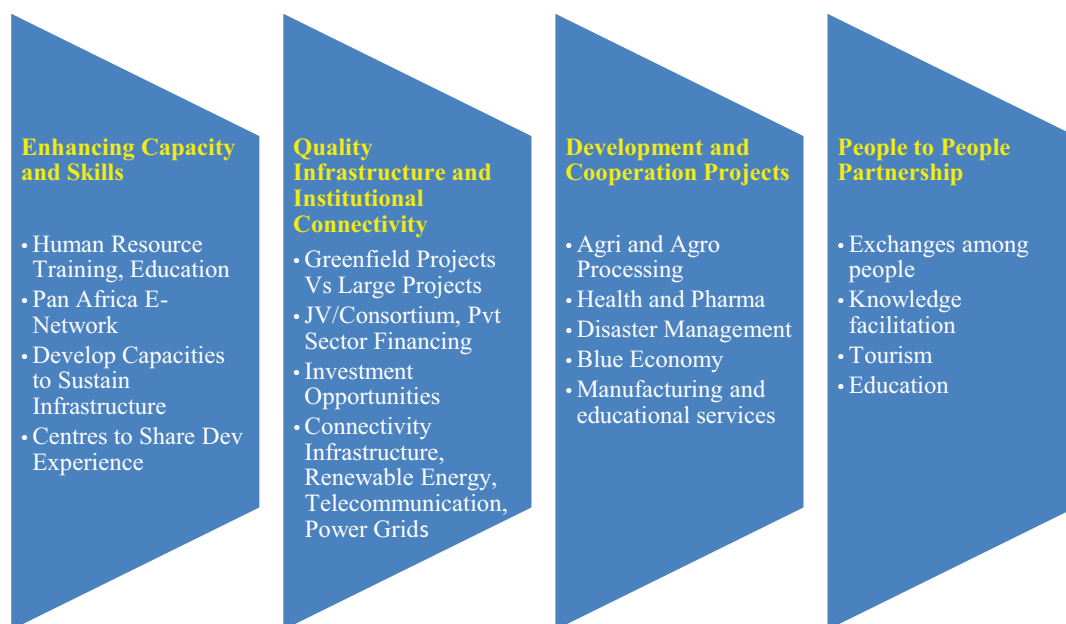 Enhancing Capacity
and Skills
• Human Resource
Training, Education
• Pan Africa E-
Network
• Develop Capacities
to Sustain
Infrastructure
• Centres to Share Dev
Experience
Quality
Infrastructure and
Institutional
Connectivity
• Greenfield Projects
Vs Large Projects
• JV/Consortium, Pvt
Sector Financing
• Investment
Opportunities
• Connectivity
Infrastructure,
Renewable Energy,
Telecommunication,
Power Grids
Development and
Cooperation Projects
• Agri and Agro
Processing
• Health and Pharma
• Disaster Management
• Blue Economy
• Manufacturing and
educational services
People to People
Partnership
• Exchanges among
people
• Knowledge
facilitation
• Tourism
• Education